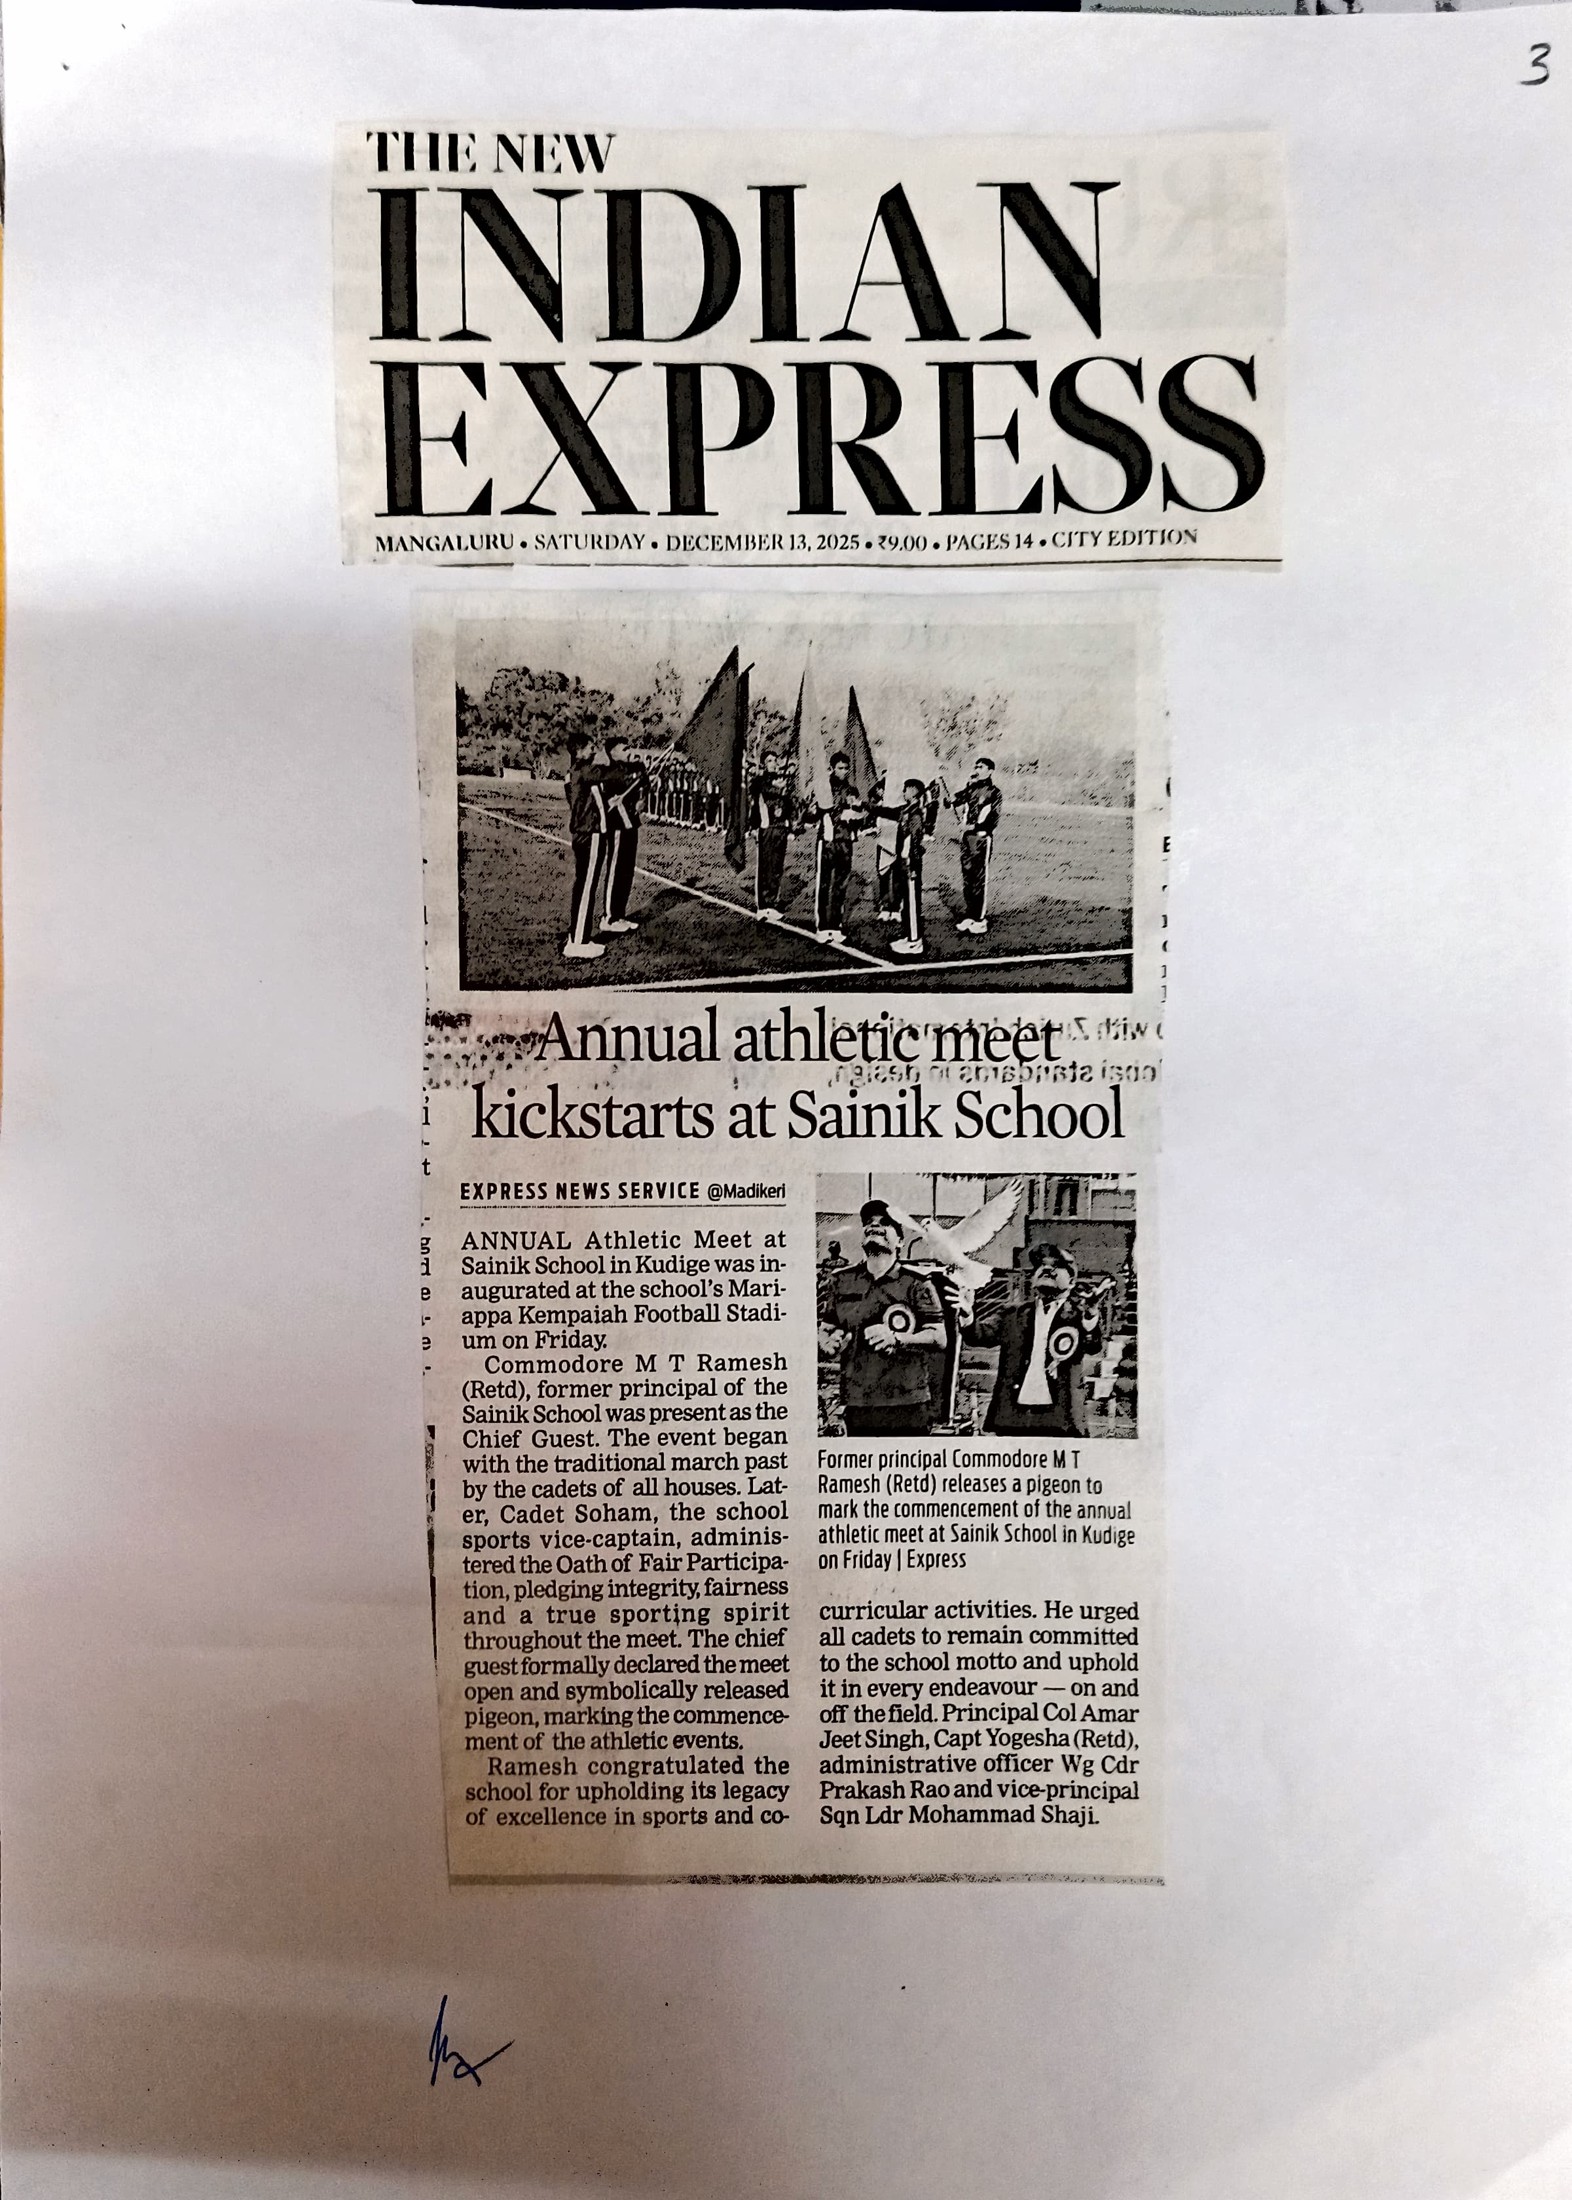 3
THE NEW
INDIAN
EXPRESS
MANGALURU • SATURDAY • DECEMBER 13, 2025 • ₹9.00 • PAGES 14 • CITY EDITION
Annual athletic meet
kickstarts at Sainik School
EXPRESS NEWS SERVICE @Madikeri
ANNUAL Athletic Meet at
Sainik School in Kudige was in-
augurated at the school's Mari-
appa Kempaiah Football Stadi-
um on Friday.
Commodore M T Ramesh
(Retd), former principal of the
Sainik School was present as the
Chief Guest. The event began
with the traditional march past
by the cadets of all houses. Lat-
er, Cadet Soham, the school
sports vice-captain, adminis-
tered the Oath of Fair Participa-
tion, pledging integrity, fairness
and a true sporting spirit
throughout the meet. The chief
guest formally declared the meet
open and symbolically released
pigeon, marking the commence-
ment of the athletic events.
Ramesh congratulated the
school for upholding its legacy
of excellence in sports and co-
Former principal Commodore M T
Ramesh (Retd) releases a pigeon to
mark the commencement of the annual
athletic meet at Sainik School in Kudige
on Friday | Express
curricular activities. He urged
all cadets to remain committed
to the school motto and uphold
it in every endeavour — on and
off the field. Principal Col Amar
Jeet Singh, Capt Yogesha (Retd),
administrative officer Wg Cdr
Prakash Rao and vice-principal
Sqn Ldr Mohammad Shaji.